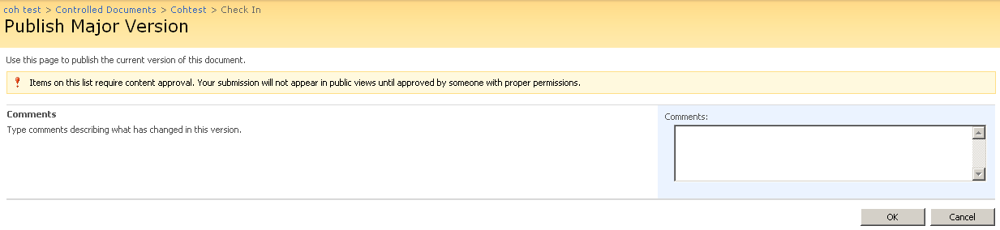 coh test > Controlled Documents > Cohtest > Check In
Publish Major Version
Use this page to publish the current version of this document.
Items on this list require content approval. Your submission will not appear in public views until approved by someone with proper permissions.
Comments
Type comments describing what has changed in this version.
Comments:
OK Cancel